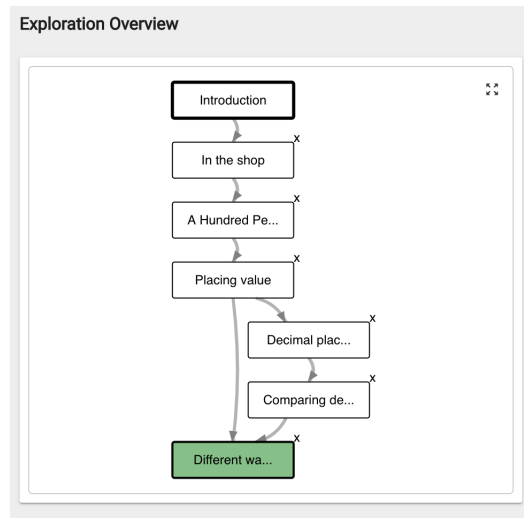 Exploration Overview
Introduction
x
In the shop
x
A Hundred Pe...
x
Placing value
x
Decimal plac...
x
Comparing de...
x
Different wa...